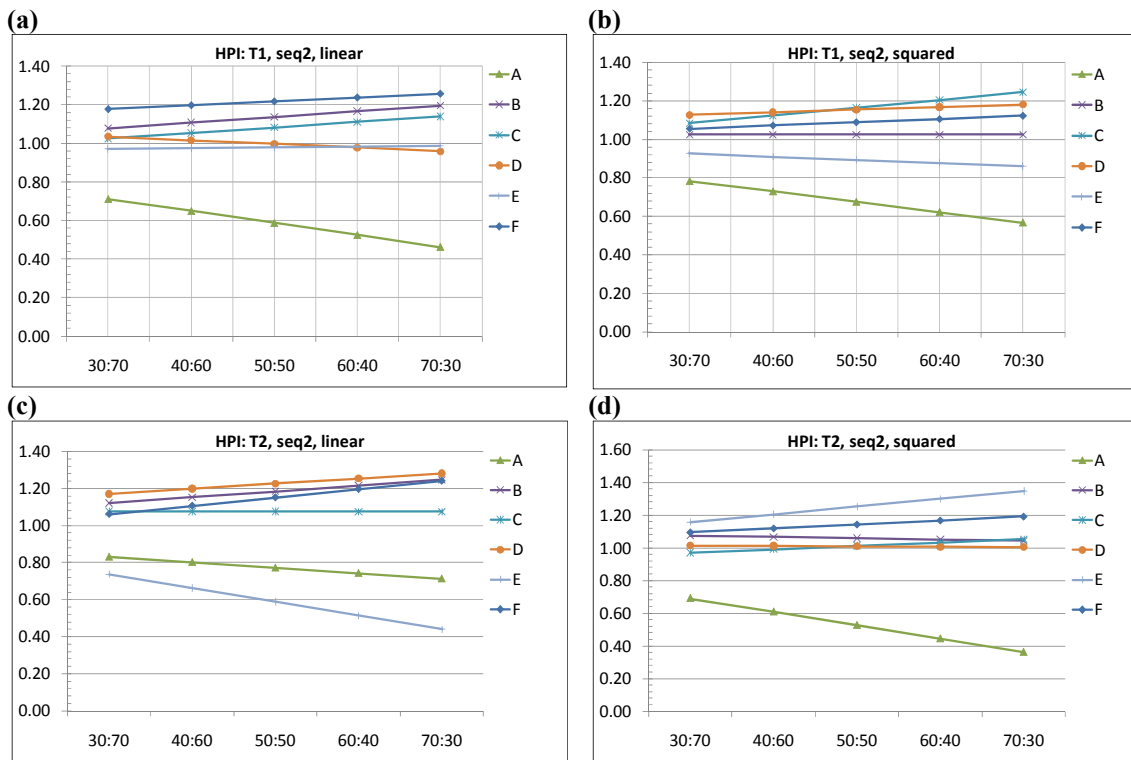 (a)
HPI: T1, seq2, linear
1.40
1.20
1.00
0.80
0.60
0.40
0.20
0.00
30:70 40:60 50:50 60:40 70:30
A
B
C
D
E
F
(b)
HPI: T1, seq2, squared
1.40
1.20
1.00
0.80
0.60
0.40
0.20
0.00
30:70 40:60 50:50 60:40 70:30
A
B
C
D
E
F
(c)
HPI: T2, seq2, linear
1.40
1.20
1.00
0.80
0.60
0.40
0.20
0.00
30:70 40:60 50:50 60:40 70:30
A
B
C
D
E
F
(d)
HPI: T2, seq2, squared
1.60
1.40
1.20
1.00
0.80
0.60
0.40
0.20
0.00
30:70 40:60 50:50 60:40 70:30
A
B
C
D
E
F